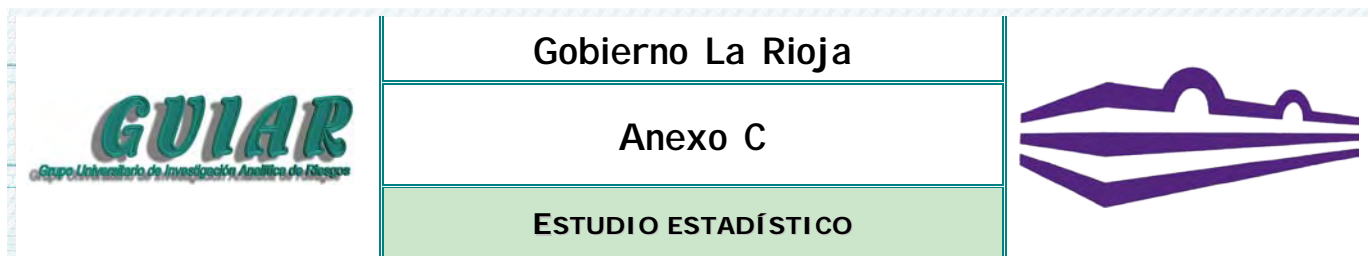 GUIAR
Grupo Universitario de Investigación Analítica de Riesgos
Gobierno La Rioja
Anexo C
ESTUDIO ESTADÍSTICO